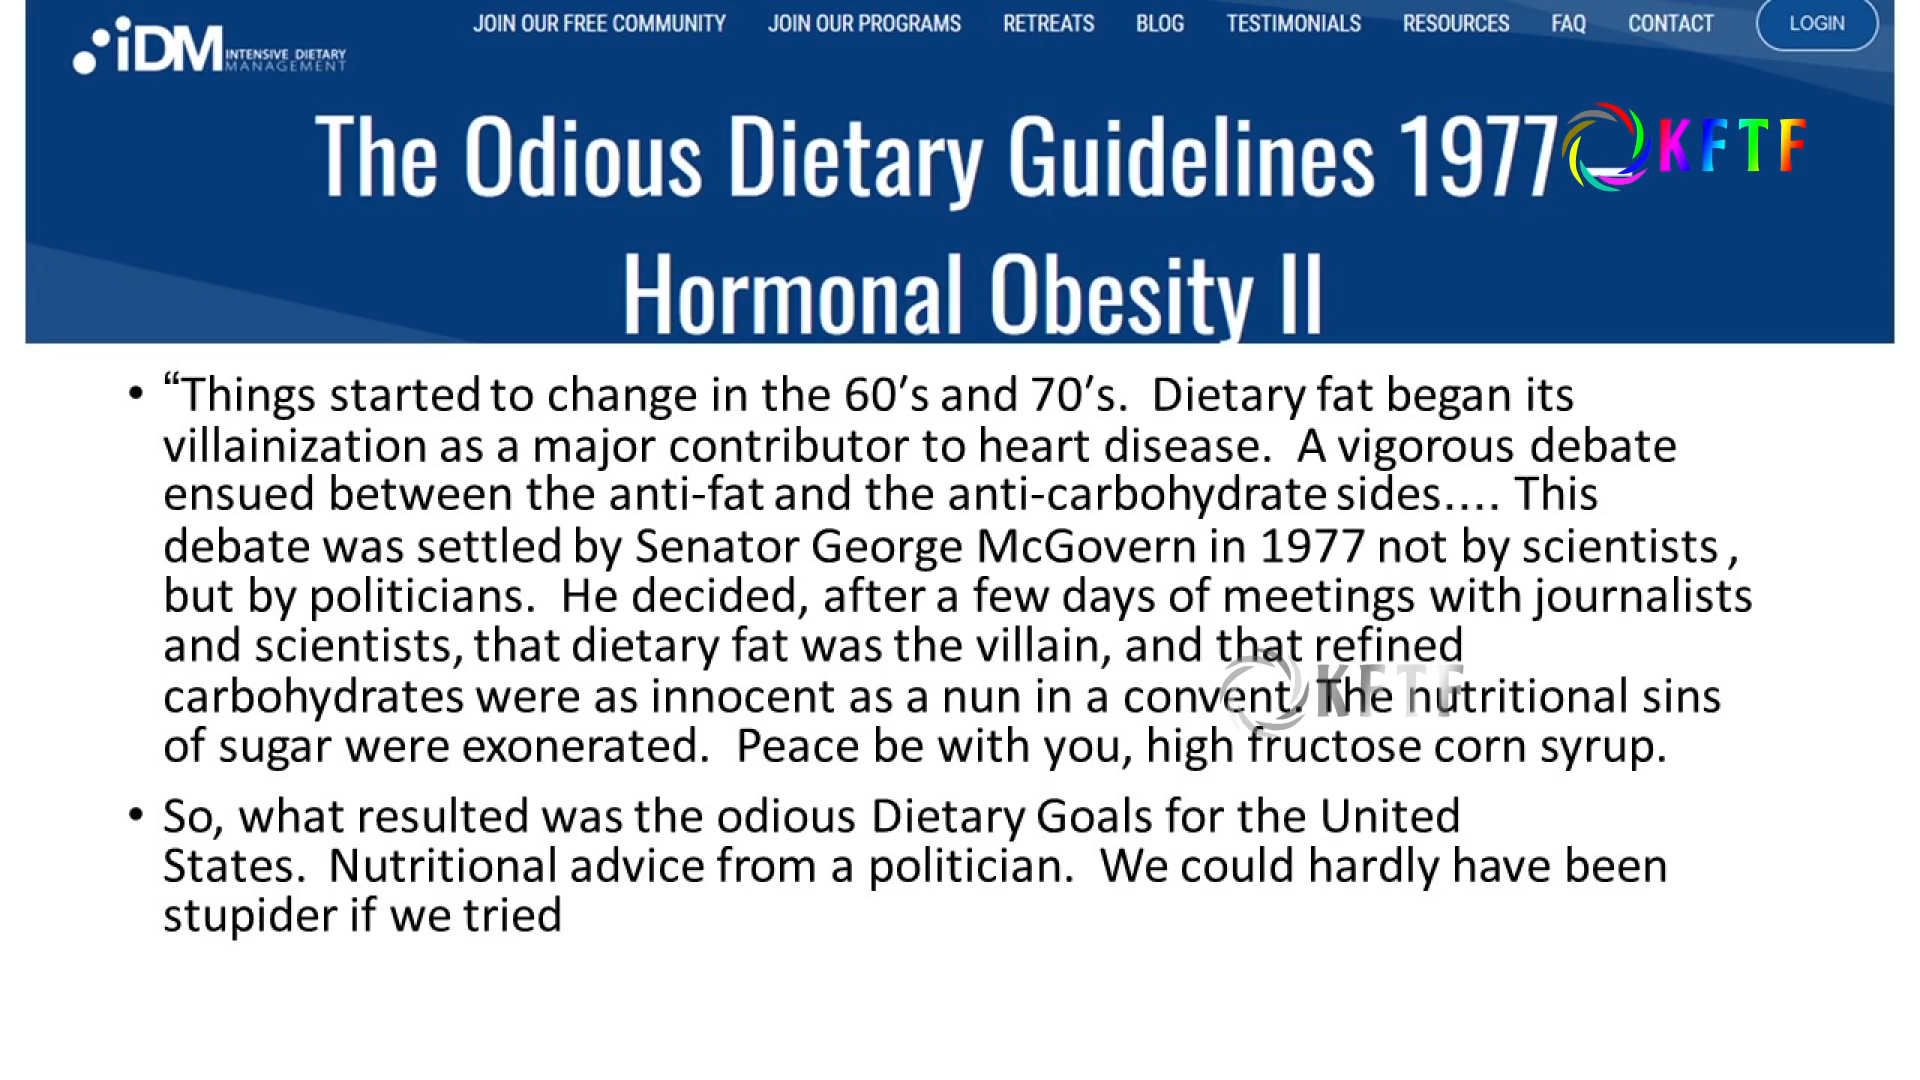 iDM INTENSIVE DIETARY
MANAGEMENT
JOIN OUR FREE COMMUNITY JOIN OUR PROGRAMS RETREATS BLOG TESTIMONIALS RESOURCES FAQ CONTACT LOGIN
The Odious Dietary Guidelines 1977 –
KFTF
Hormonal Obesity II
• “Things started to change in the 60’s and 70’s. Dietary fat began its
villainization as a major contributor to heart disease. A vigorous debate
ensued between the anti-fat and the anti-carbohydrate sides…. This
debate was settled by Senator George McGovern in 1977 not by scientists ,
but by politicians. He decided, after a few days of meetings with journalists
and scientists, that dietary fat was the villain, and that refined
carbohydrates were as innocent as a nun in a convent. The nutritional sins
KFTF
of sugar were exonerated. Peace be with you, high fructose corn syrup.
• So, what resulted was the odious Dietary Goals for the United
States. Nutritional advice from a politician. We could hardly have been
stupider if we tried